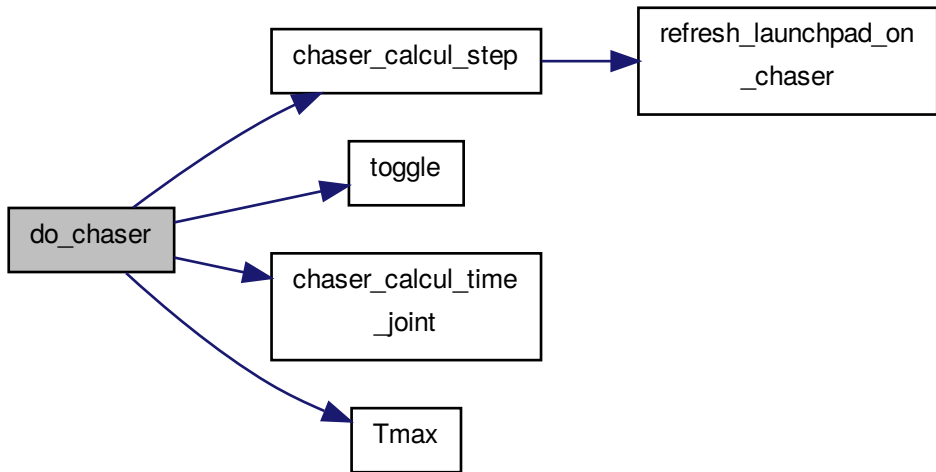 do_chaser
chaser_calcul_step
refresh_launchpad_on
_chaser
toggle
chaser_calcul_time
_joint
Tmax